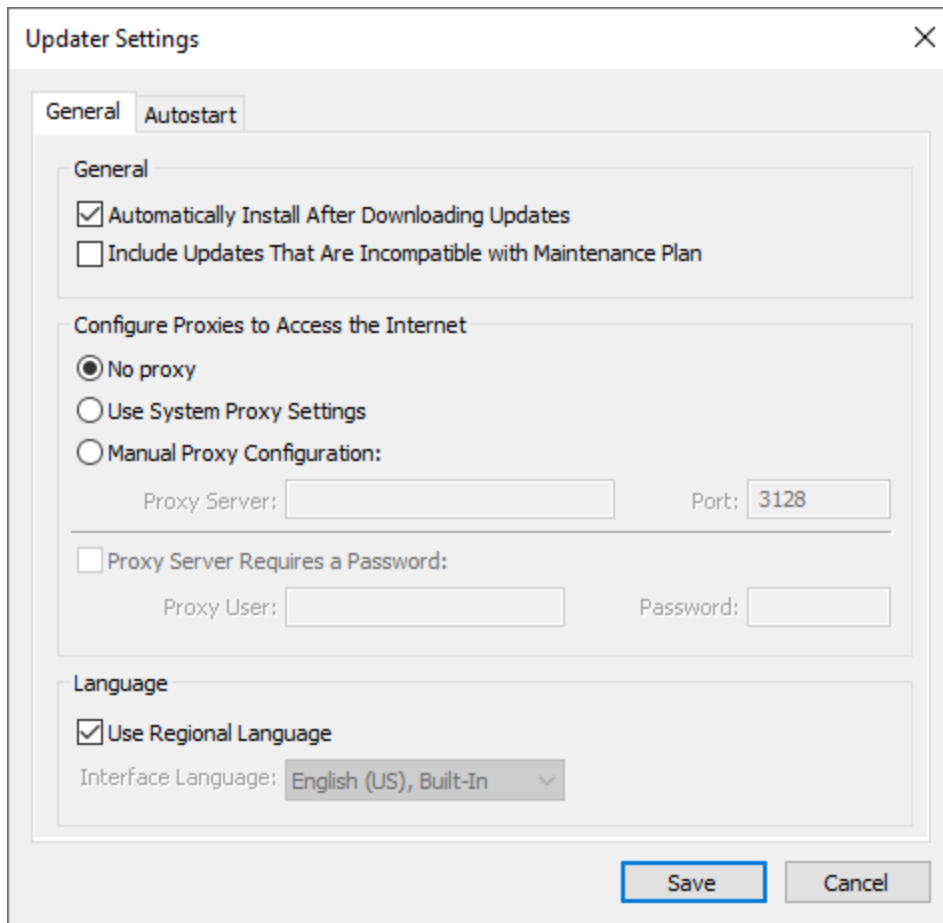 Updater Settings
General Autostart
General
Automatically Install After Downloading Updates
Include Updates That Are Incompatible with Maintenance Plan
Configure Proxies to Access the Internet
No proxy
Use System Proxy Settings
Manual Proxy Configuration:
Proxy Server: Port: 3128
Proxy Server Requires a Password:
Proxy User: Password:
Language
Use Regional Language
Interface Language: English (US), Built-In
Save Cancel